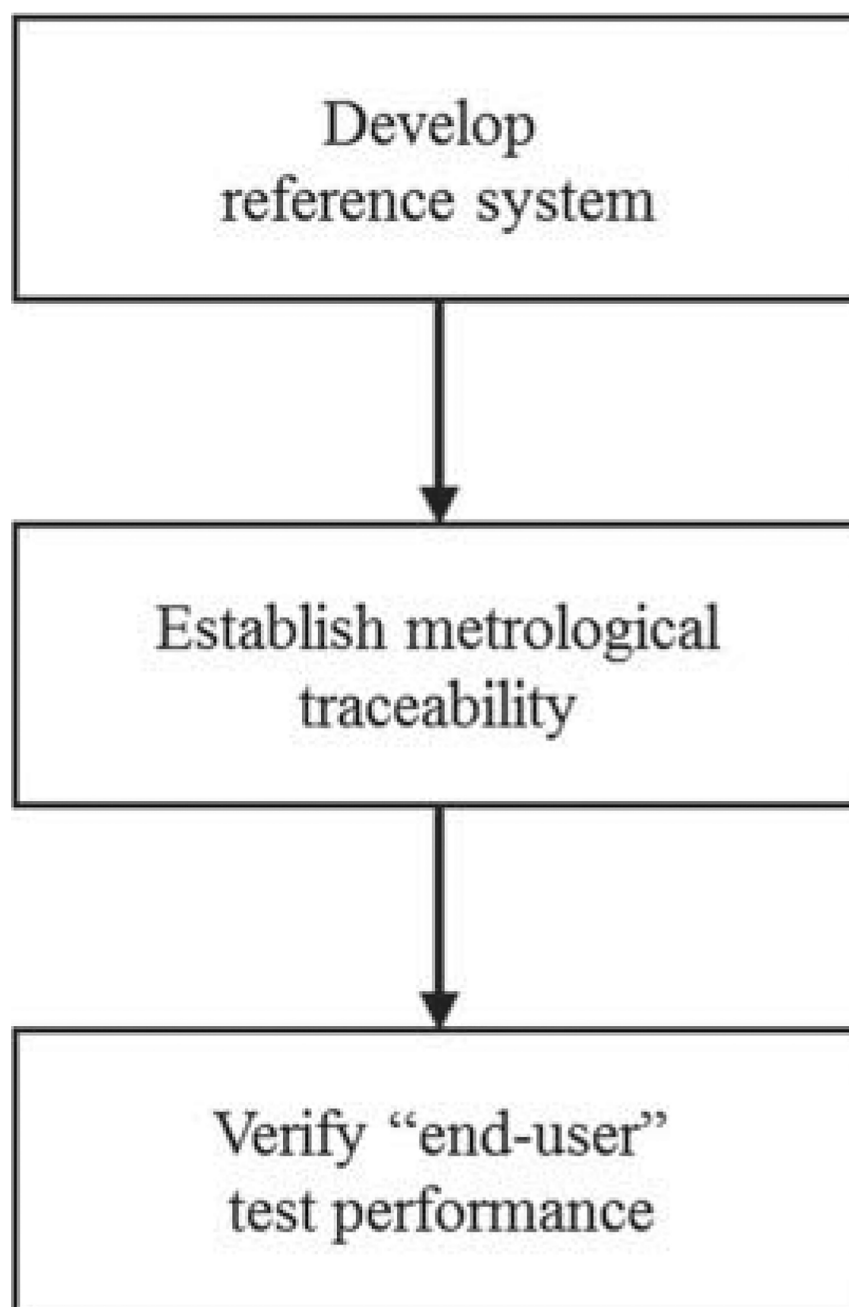 Develop
reference system
Establish metrological
traceability
Verify “end-user”
test performance